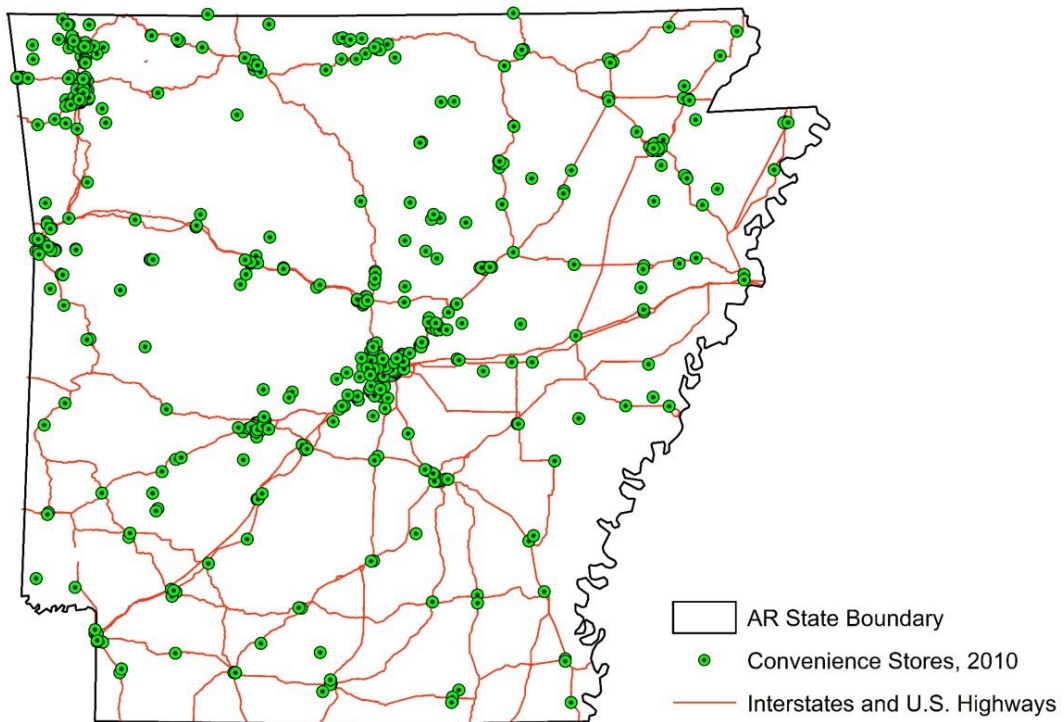 AR State Boundary
Convenience Stores, 2010
Interstates and U.S. Highways